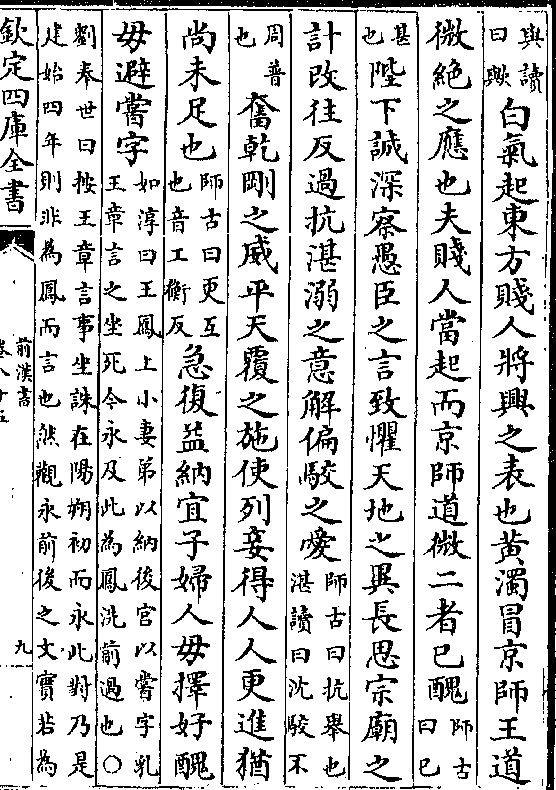 與讀曰歟白氣起東方賤人將興之表也黄濁冒京師王道
微絶之應也夫賤人當起而京師道微二者已醜師古曰已
甚也陛下誠深察愚臣之言致懼天地之異長思宗廟之
計改往反過抗湛溺之意解偏駮之愛師古曰抗舉也湛讀曰沈駮不
周普也奮乾剛之威平天覆之施使列妾得人人更進猶
尚未足也師古曰更互也音工衡反急復益納宜子婦人毋擇好醜
毋避嘗字如淳曰王鳳上小妻弟以納後宮以嘗字乳王章言之坐死今永及此為鳳洗前過也○
劉奉世曰按王章言事坐誅在陽朔初而永此對乃是建始四年則非為鳳而言也然觀永前後之文實若為
欽定四庫全書
前漢書
卷八十五
九